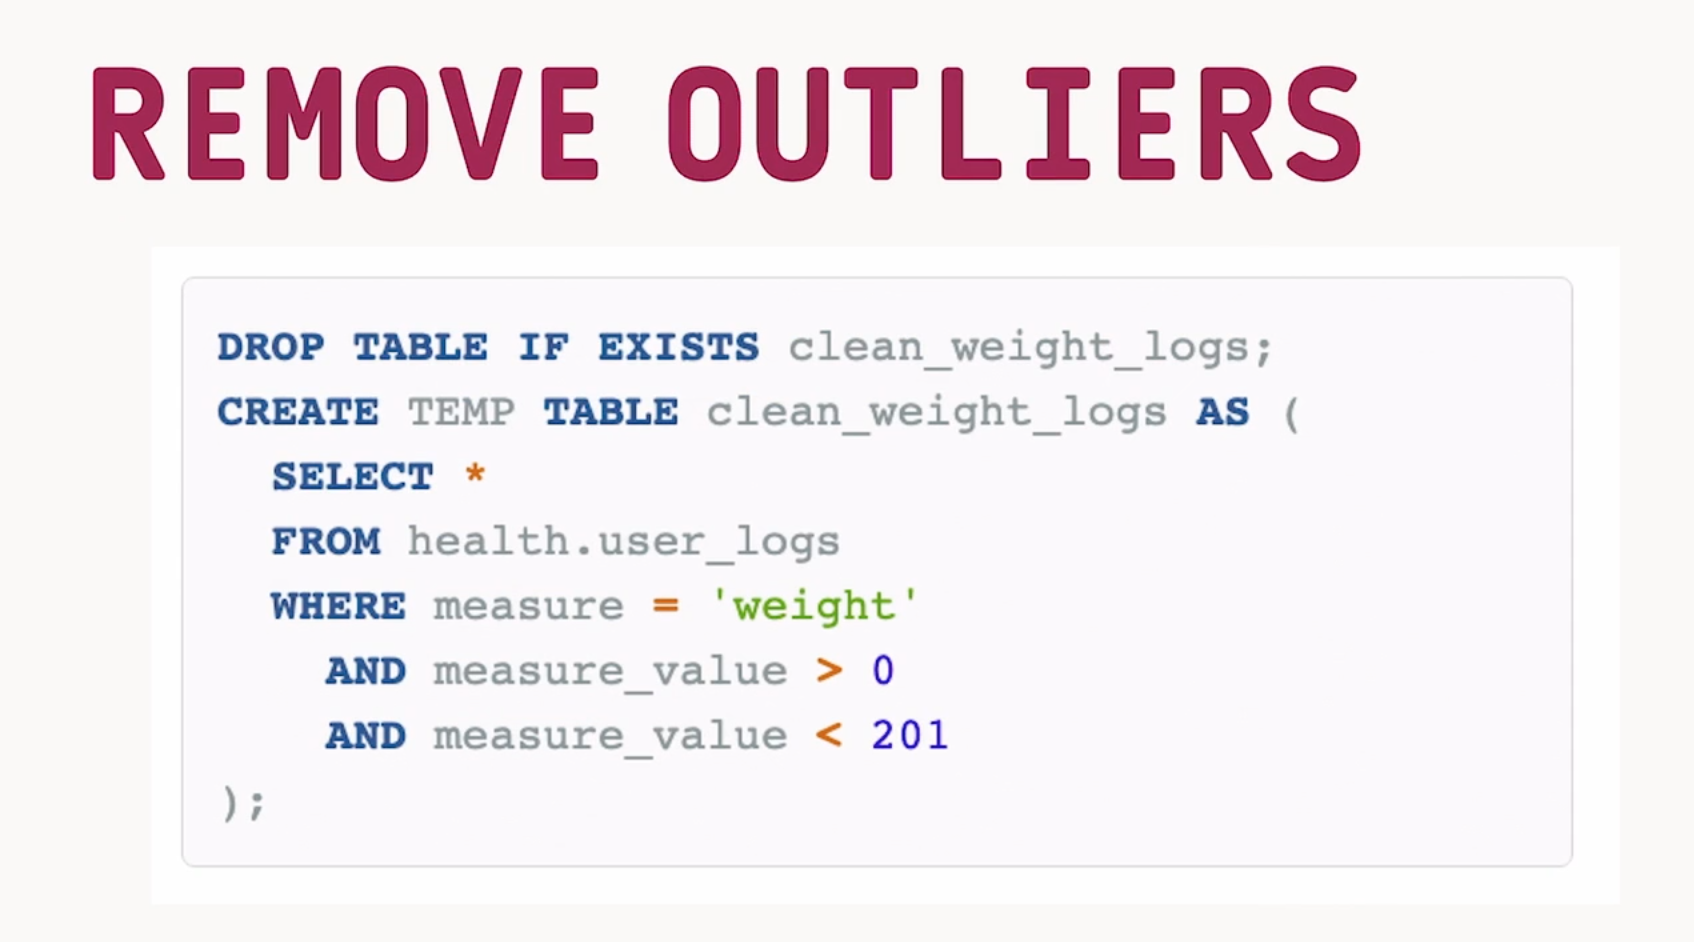 REMOVE OUTLIERS
DROP TABLE IF EXISTS clean_weight_logs;
CREATE TEMP TABLE clean_weight_logs AS (
  SELECT *
  FROM health.user_logs
  WHERE measure = 'weight'
    AND measure_value > 0
    AND measure_value < 201
);